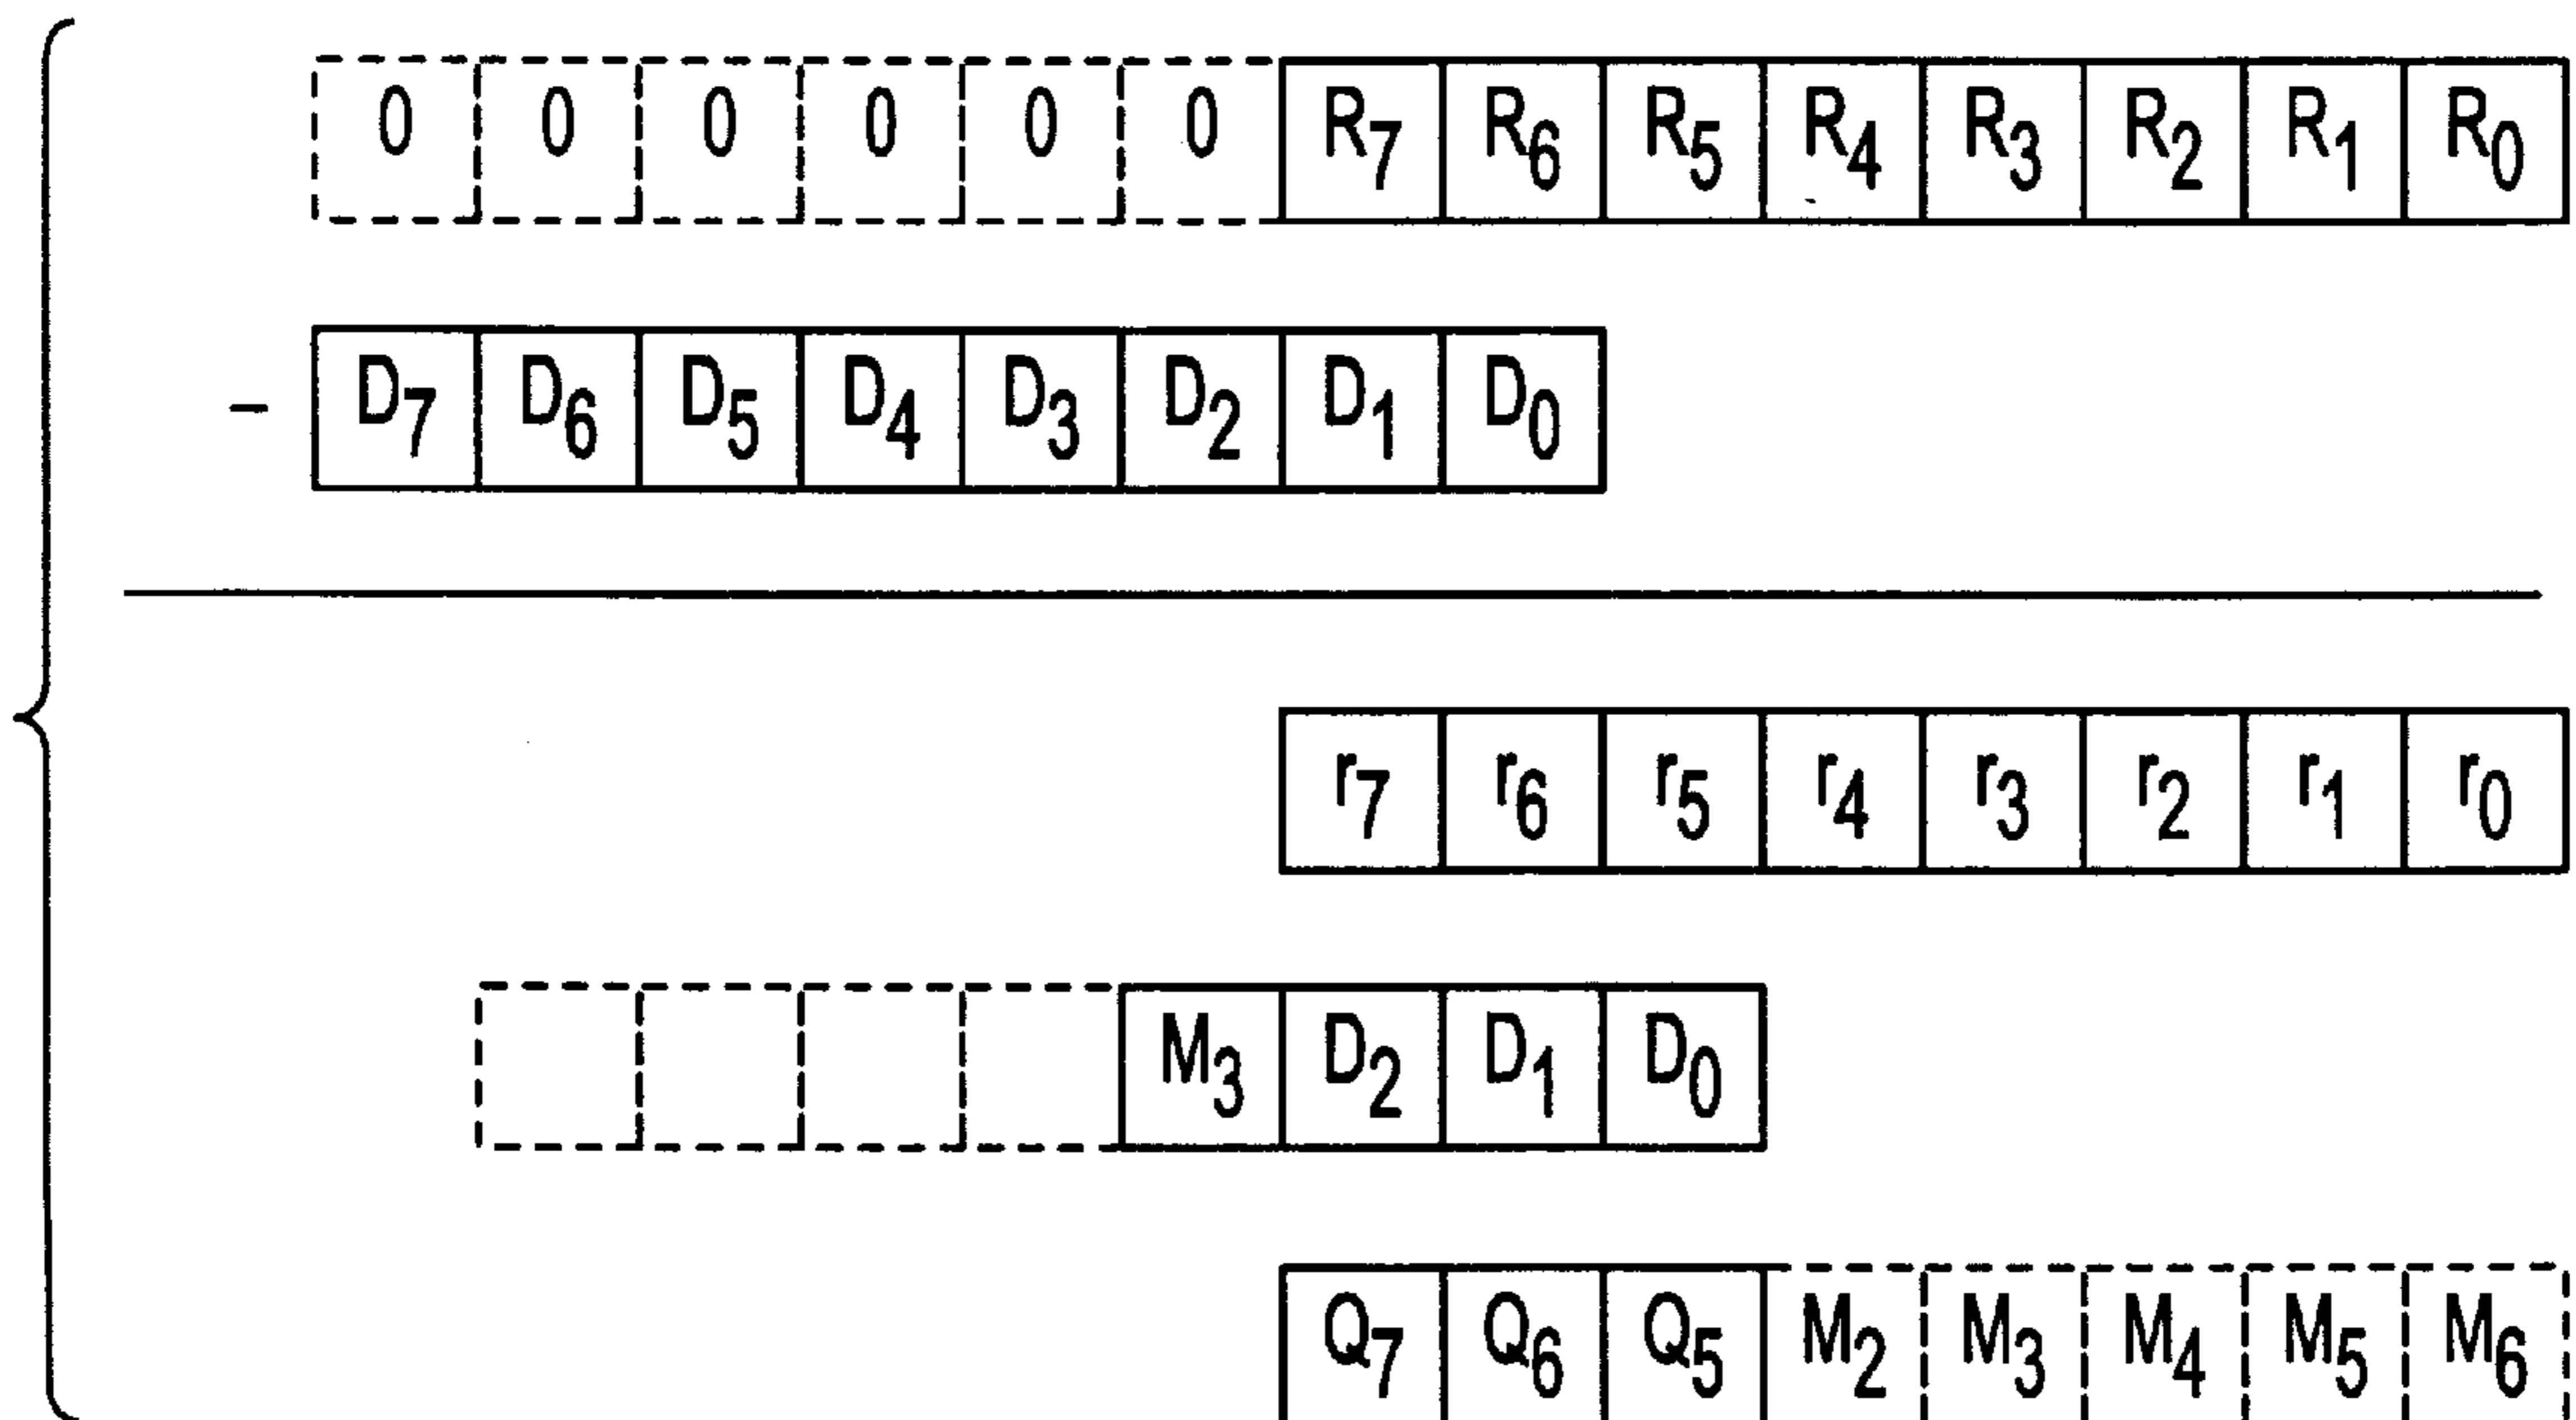 0 0 0 0 0 0 R7 R6 R5 R4 R3 R2 R1 R0
– D7 D6 D5 D4 D3 D2 D1 D0
r7 r6 r5 r4 r3 r2 r1 r0
M3 D2 D1 D0
Q7 Q6 Q5 M2 M3 M4 M5 M6